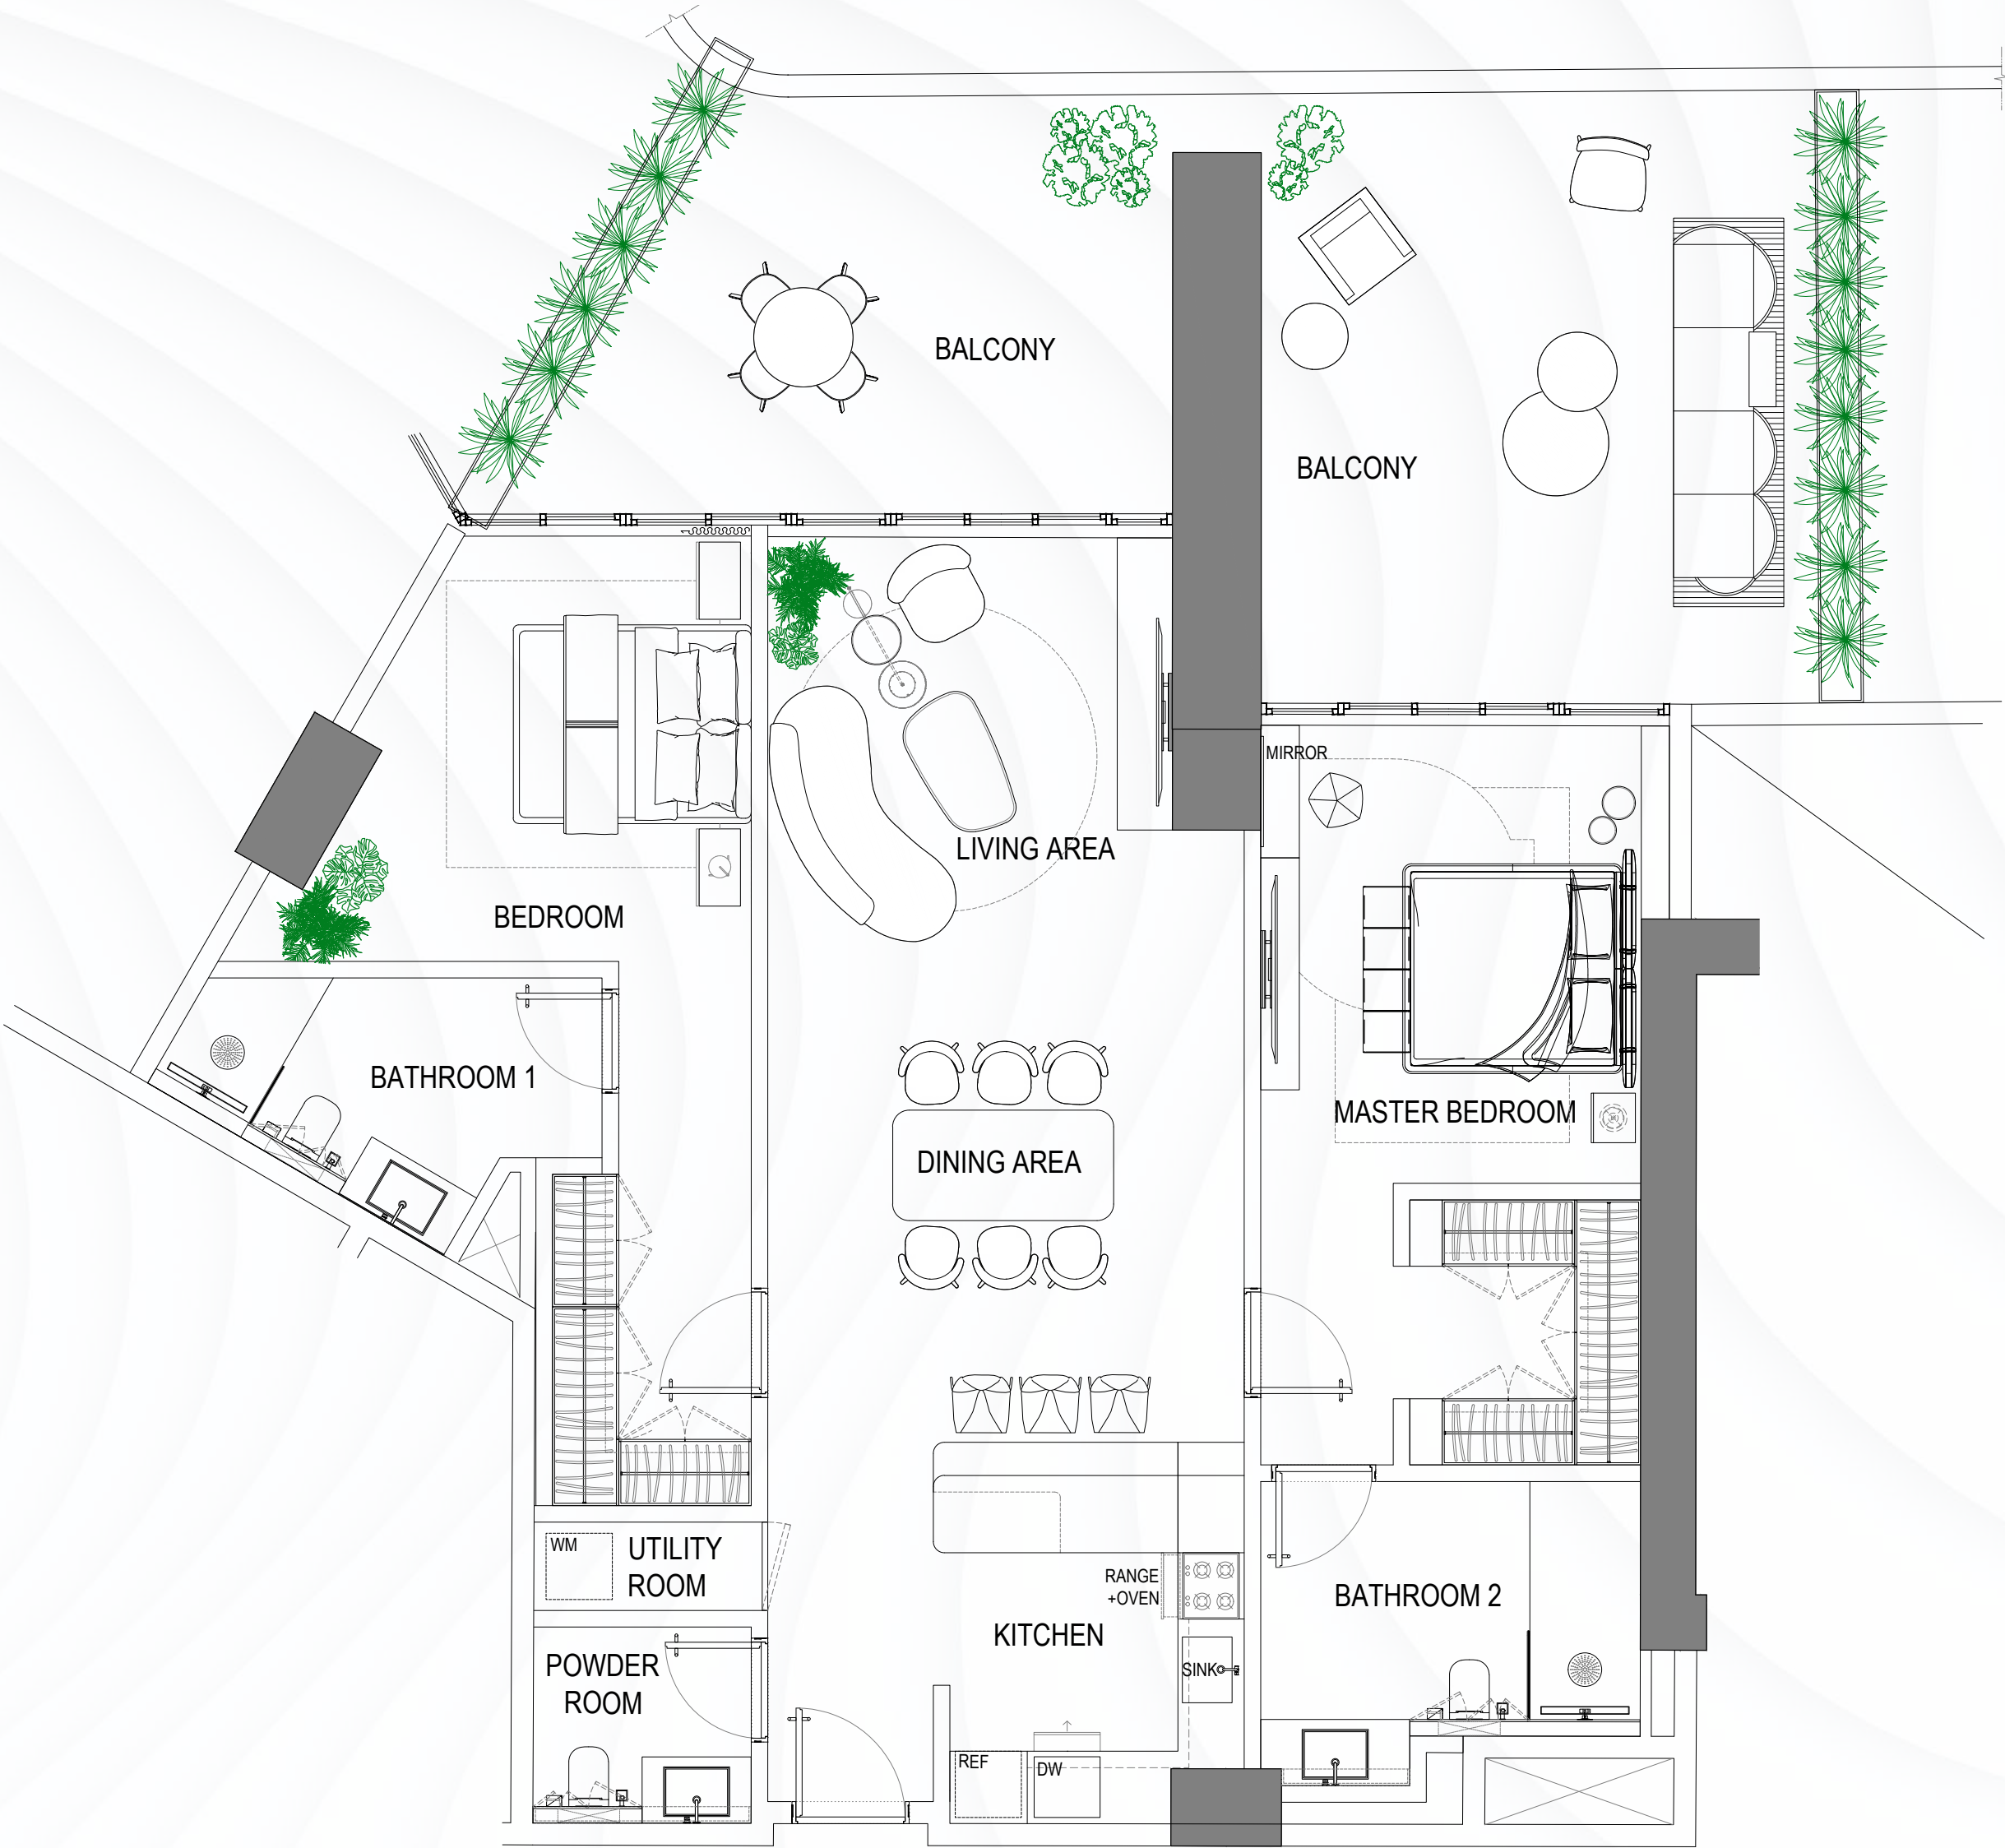 BALCONY
BALCONY
MIRROR
LIVING AREA
BEDROOM
BATHROOM 1
MASTER BEDROOM
DINING AREA
WM
UTILITY
ROOM
RANGE
+OVEN
BATHROOM 2
KITCHEN
POWDER
ROOM
SINK
REF
DW